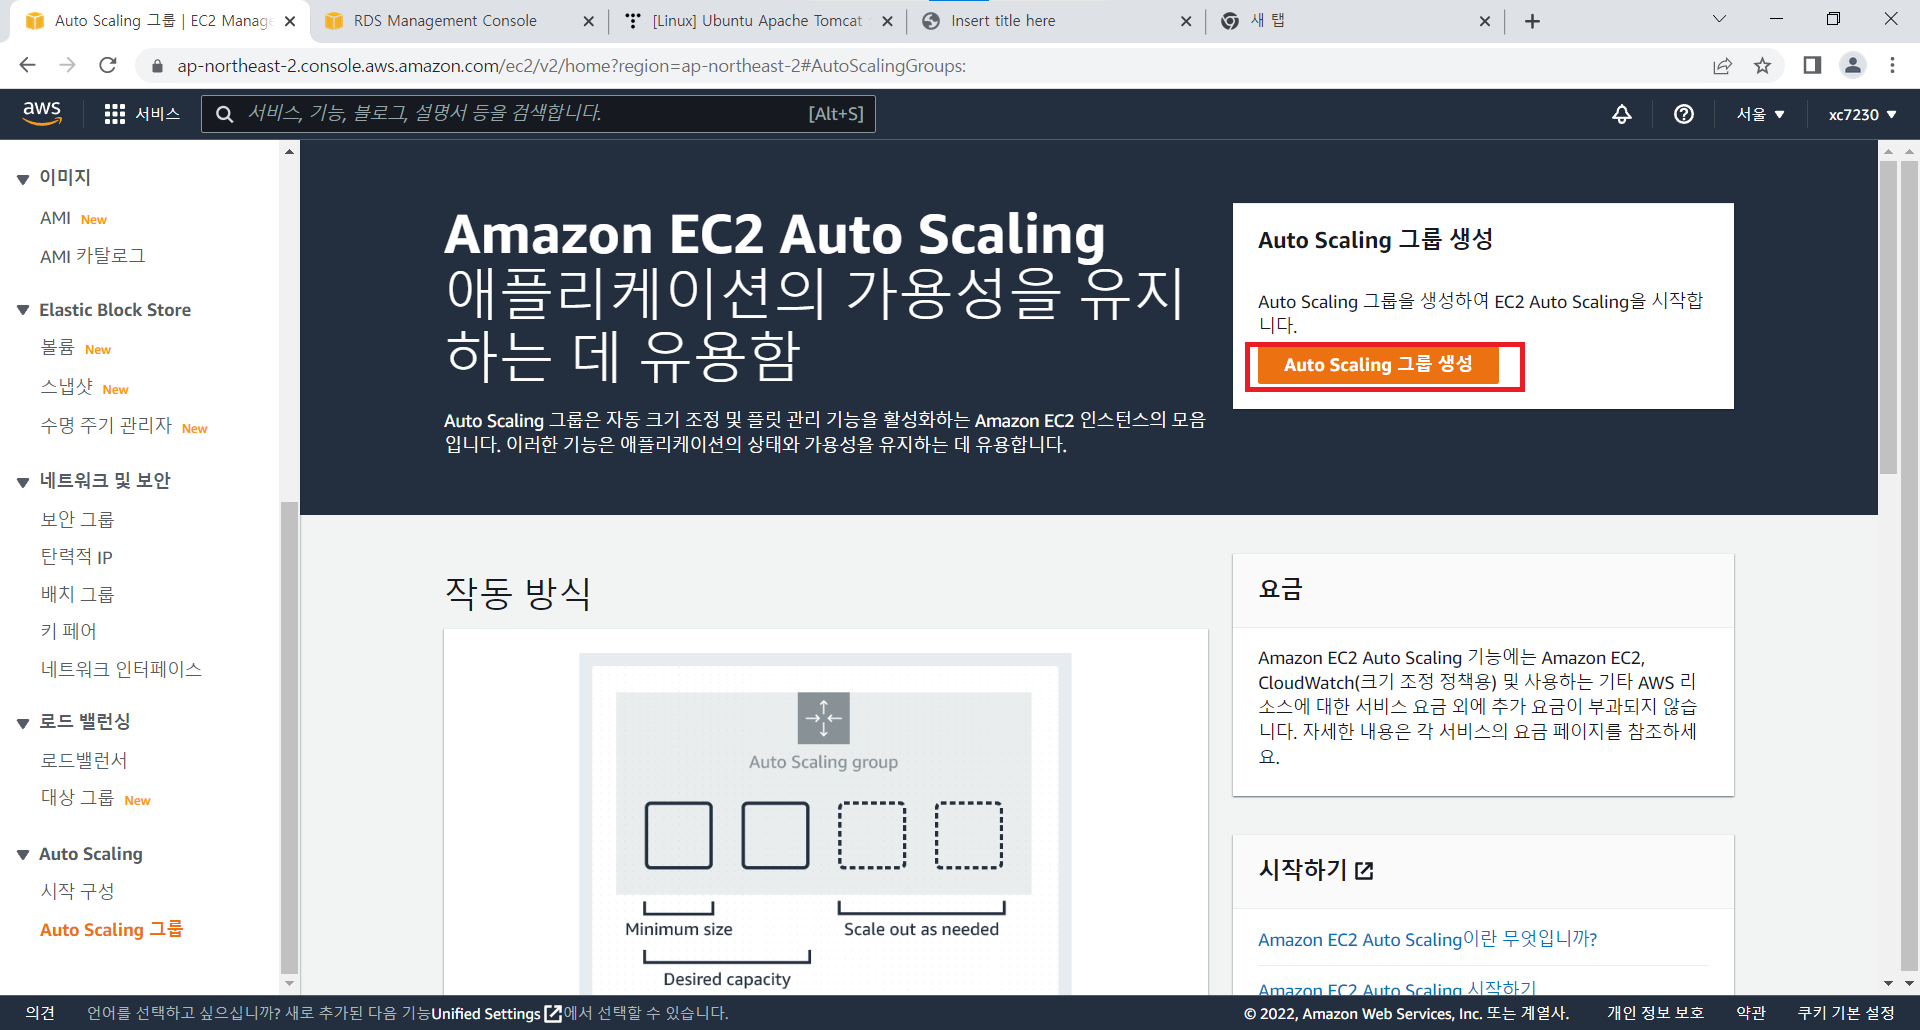 Auto Scaling 그룹 | EC2 Manage
RDS Management Console
[Linux] Ubuntu Apache Tomcat
Insert title here
새 탭
ap-northeast-2.console.aws.amazon.com/ec2/v2/home?region=ap-northeast-2#AutoScalingGroups:
aws
서비스
서비스, 기능, 블로그, 설명서 등을 검색합니다.
[Alt+S]
서울
xc7230
이미지
AMI New
AMI 카탈로그
Elastic Block Store
볼륨 New
스냅샷 New
수명 주기 관리자 New
네트워크 및 보안
보안 그룹
탄력적 IP
배치 그룹
키 페어
네트워크 인터페이스
로드 밸런싱
로드밸런서
대상 그룹 New
Auto Scaling
시작 구성
Auto Scaling 그룹
Amazon EC2 Auto Scaling
애플리케이션의 가용성을 유지
하는 데 유용함
Auto Scaling 그룹은 자동 크기 조정 및 플릿 관리 기능을 활성화하는 Amazon EC2 인스턴스의 모음
입니다. 이러한 기능은 애플리케이션의 상태와 가용성을 유지하는 데 유용합니다.
Auto Scaling 그룹 생성
Auto Scaling 그룹을 생성하여 EC2 Auto Scaling을 시작합
니다.
Auto Scaling 그룹 생성
작동 방식
Auto Scaling group
Minimum size
Scale out as needed
Desired capacity
요금
Amazon EC2 Auto Scaling 기능에는 Amazon EC2,
CloudWatch(크기 조정 정책용) 및 사용하는 기타 AWS 리
소스에 대한 서비스 요금 외에 추가 요금이 부과되지 않습
니다. 자세한 내용은 각 서비스의 요금 페이지를 참조하세
요.
시작하기
Amazon EC2 Auto Scaling이란 무엇입니까?
Amazon EC2 Auto Scaling 시작하기
의견
언어를 선택하고 싶으십니까? 새로 추가된 다음 기능Unified Settings에서 선택할 수 있습니다.
© 2022, Amazon Web Services, Inc. 또는 계열사.
개인 정보 보호
약관
쿠키 기본 설정